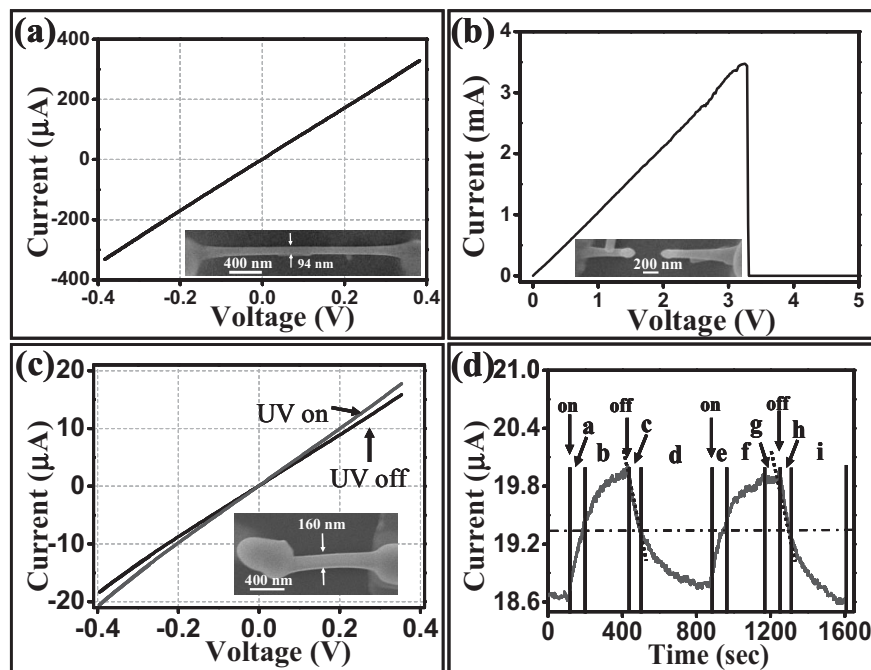 (a)
Current (µA)
400
200
0
-200
-400
-0.4 -0.2 0.0 0.2 0.4
Voltage (V)
400 nm
94 nm
(b)
Current (mA)
4
3
2
1
0
0 1 2 3 4 5
Voltage (V)
200 nm
(c)
Current (µA)
20
10
0
-10
-20
-0.4 -0.2 0.0 0.2 0.4
Voltage (V)
UV on
UV off
160 nm
400 nm
(d)
Current (µA)
21.0
20.4
19.8
19.2
18.6
0 400 800 1200 1600
Time (sec)
on off on off
a b c d e f g h i